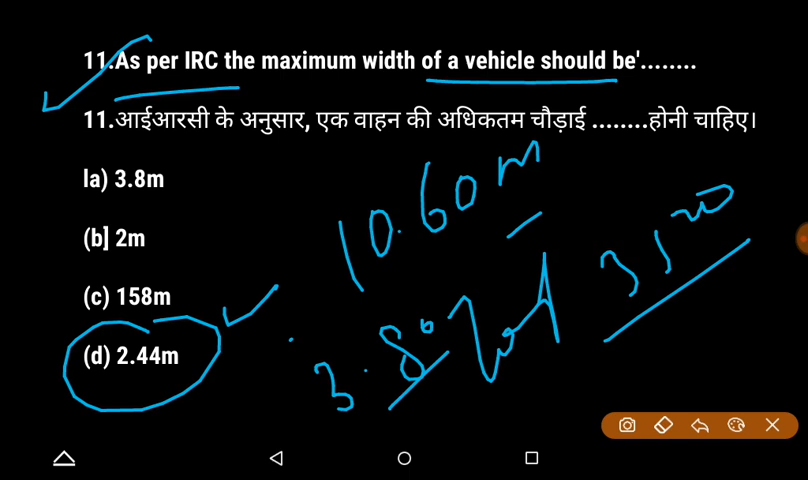 11.As per IRC the maximum width of a vehicle should be'........
11.आईआरसी के अनुसार, एक वाहन की अधिकतम चौड़ाई ........होनी चाहिए।
la) 3.8m
(b] 2m
(c) 158m
(d) 2.44m
10.60m
3.80